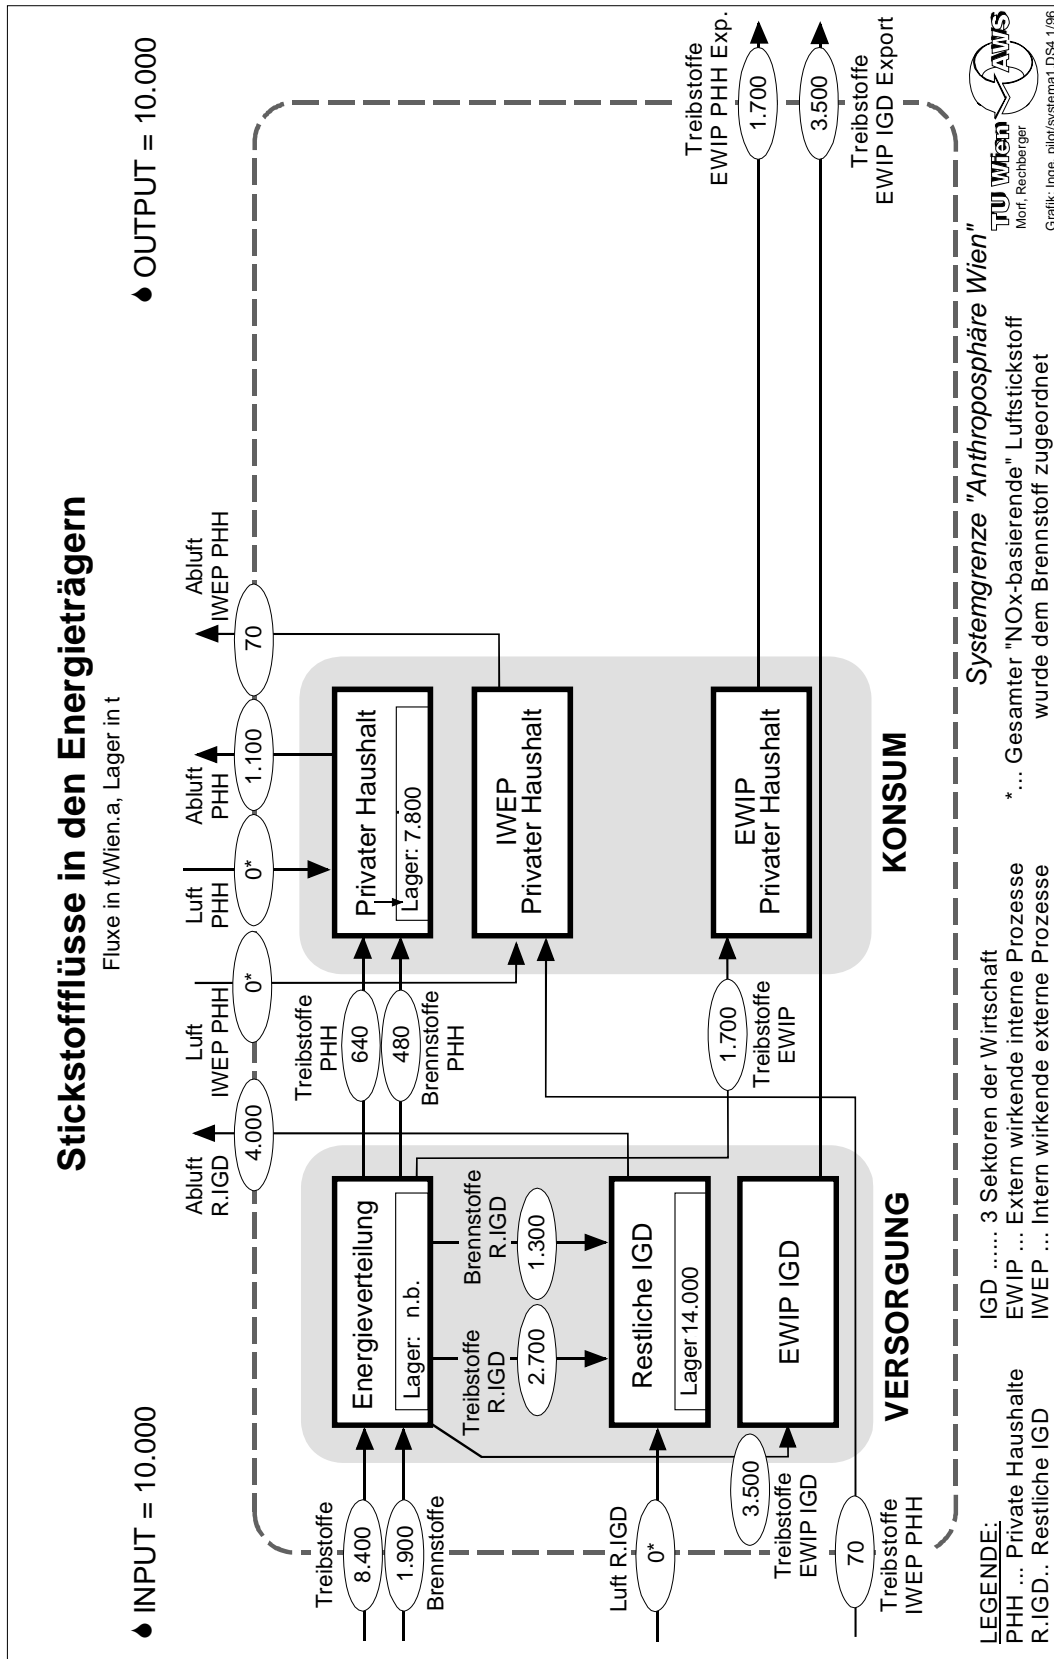 Stickstoffflüsse in den Energieträgern
Fluxe in t/Wien.a, Lager in t
INPUT = 10.000
OUTPUT = 10.000
Abluft
R.IGD
4.000
Luft
IWEP PHH
0*
Luft
PHH
0*
Abluft
PHH
1.100
Abluft
IWEP PHH
70
Treibstoffe
8.400
1.900
Brennstoffe
Energieverteilung
Lager: n.b.
Treibstoffe
PHH
640
480
Brennstoffe
PHH
Privater Haushalt
Lager: 7.800
Treibstoffe
R.IGD
2.700
Brennstoffe
R.IGD
1.300
IWEP
Privater Haushalt
Luft R.IGD
0*
Restliche IGD
Lager 14.000
1.700
Treibstoffe
EWIP
EWIP
Privater Haushalt
Treibstoffe
EWIP PHH Exp.
1.700
3.500
Treibstoffe
EWIP IGD
EWIP IGD
3.500
Treibstoffe
EWIP IGD Export
70
Treibstoffe
IWEP PHH
VERSORGUNG
KONSUM
Systemgrenze "Anthroposphäre Wien"
LEGENDE:
PHH ... Private Haushalte
R.IGD.. Restliche IGD
IGD ...... 3 Sektoren der Wirtschaft
EWIP ... Extern wirkende interne Prozesse
IWEP ... Intern wirkende externe Prozesse
* ... Gesamter "NOx-basierende" Luftstickstoff
wurde dem Brennstoff zugeordnet
TU Wien AWS
Morf, Rechberger
Grafik: Inge, pilot/systema1.DS4,1/96